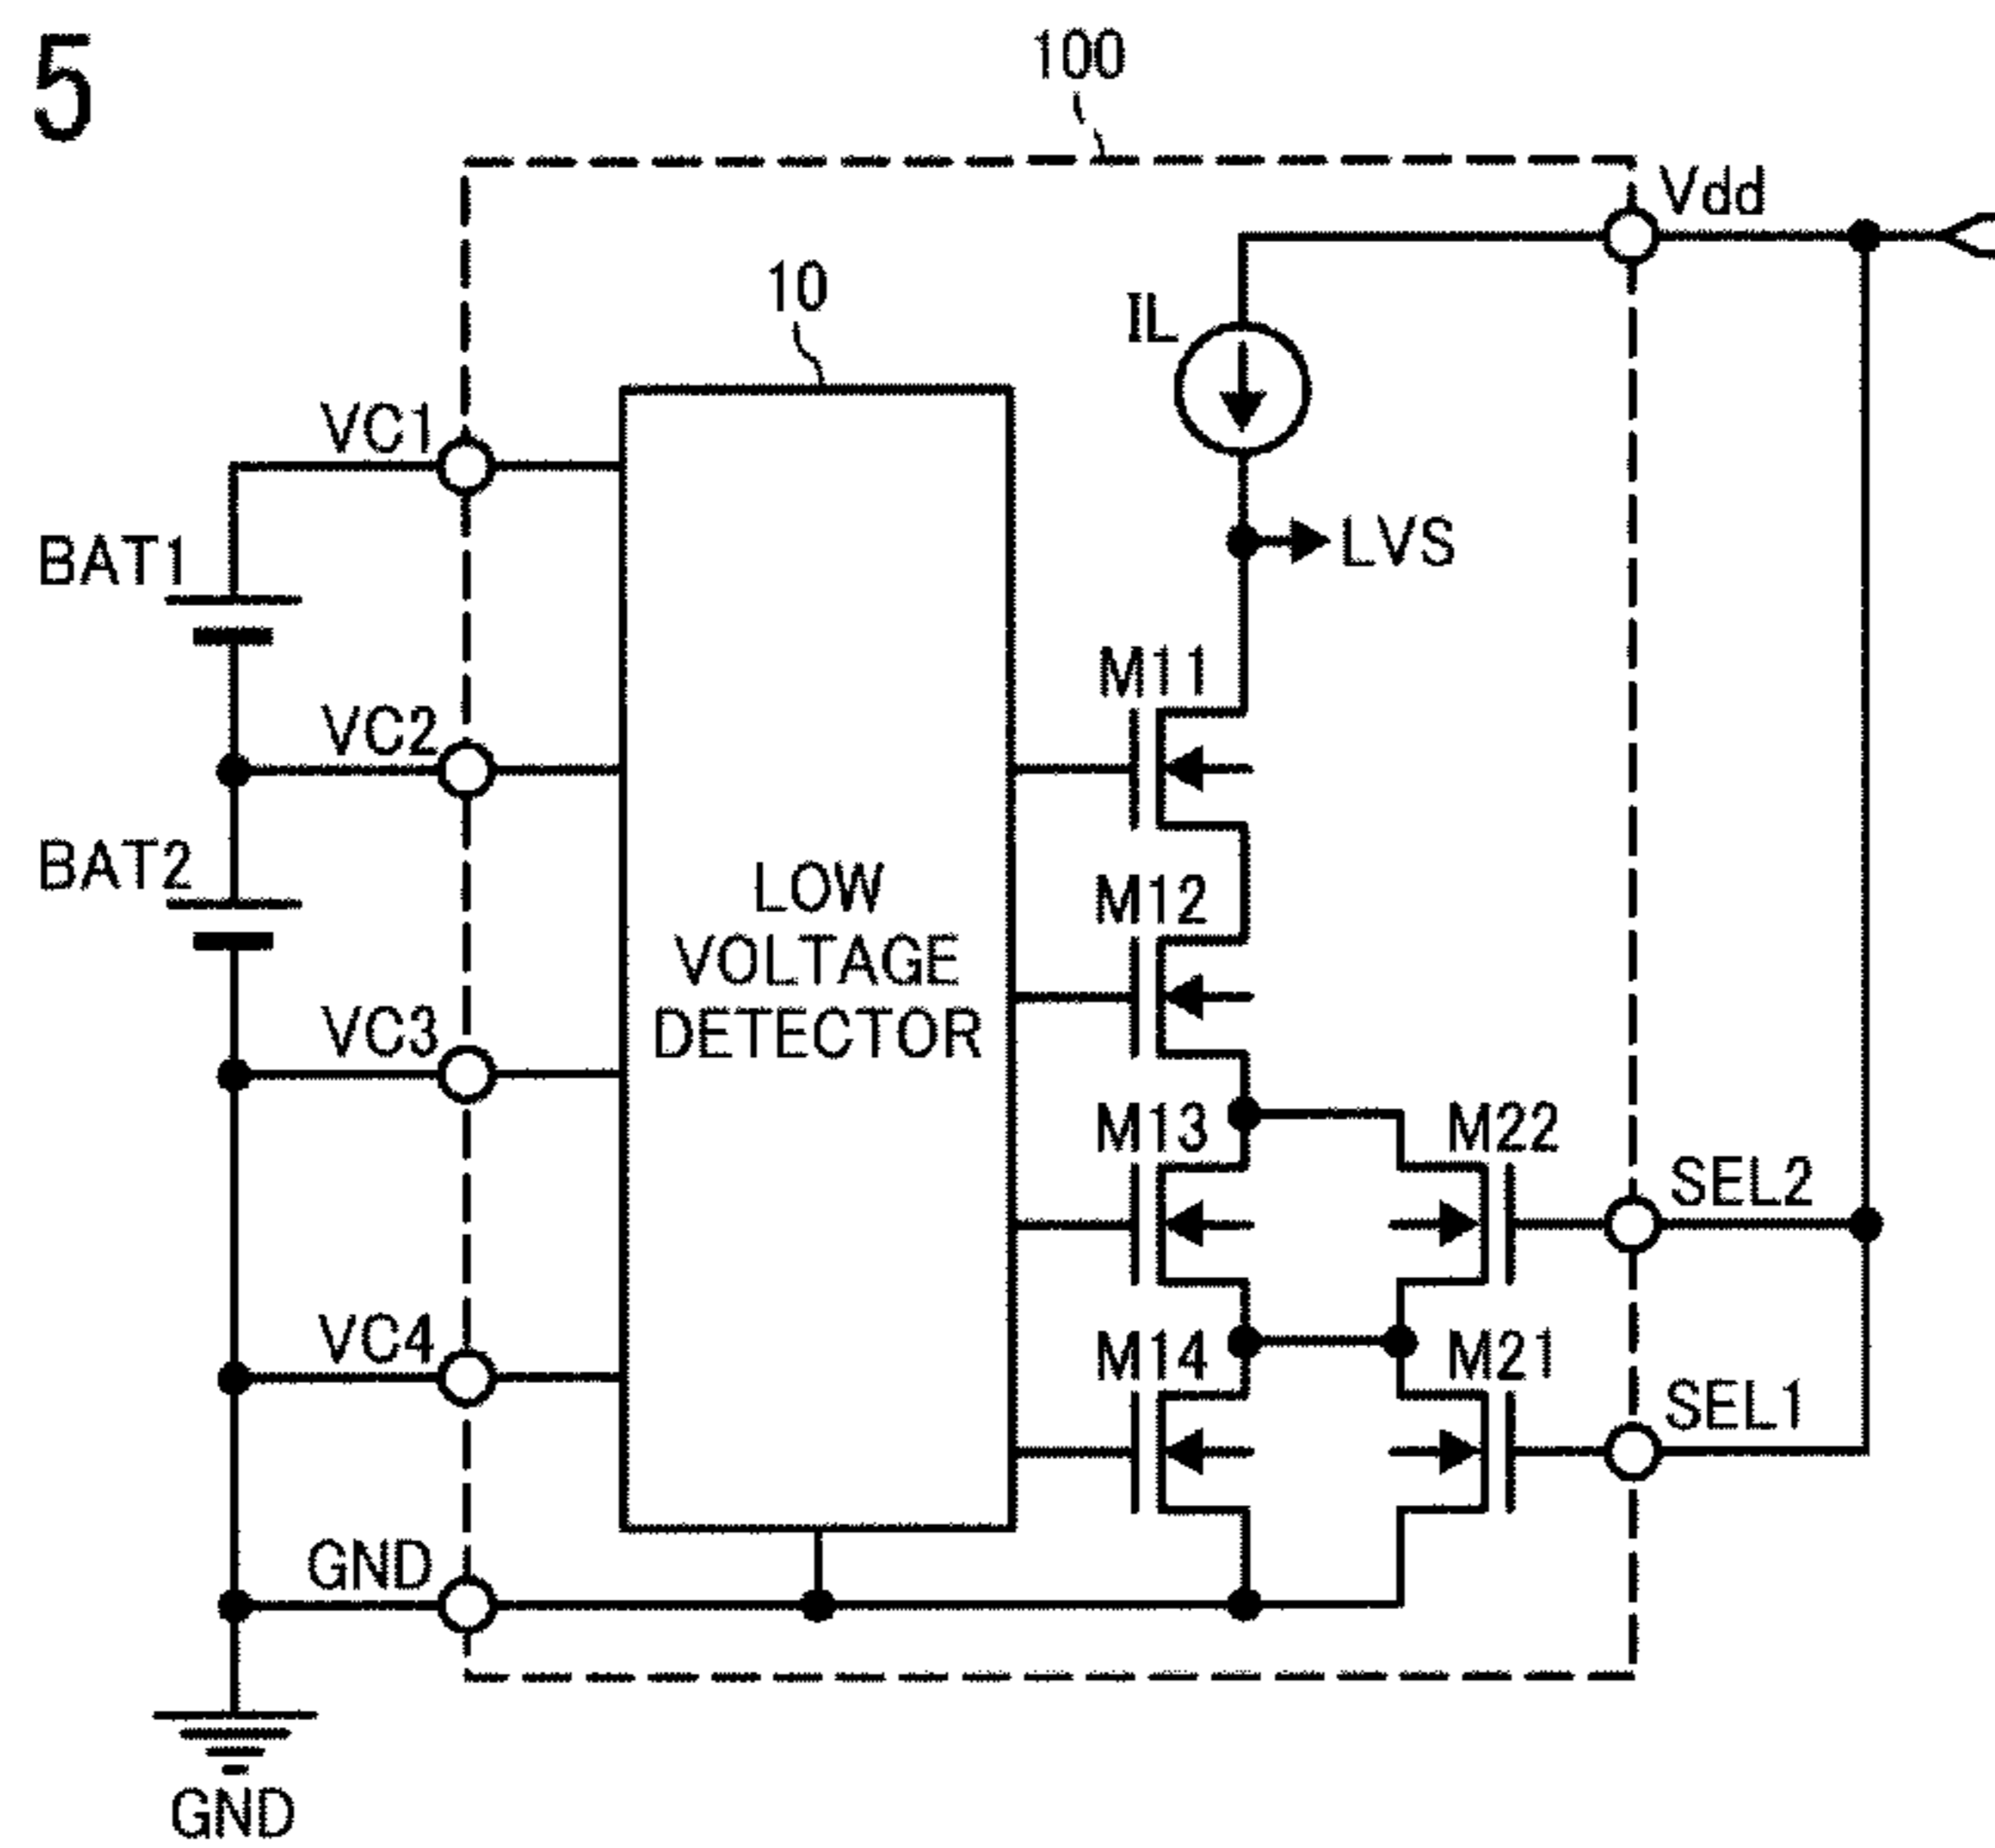 5
100
Vdd
10
IL
VC1
LVS
BAT1
M11
VC2
BAT2
LOW
VOLTAGE
DETECTOR
M12
VC3
M13
M22
SEL2
VC4
M14
M21
SEL1
GND
GND